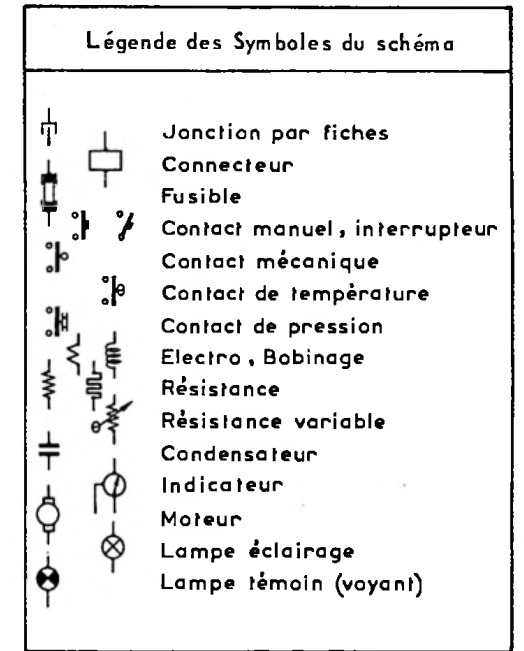 Légende des Symboles du schéma
Jonction par fiches
Connecteur
Fusible
Contact manuel, interrupteur
Contact mécanique
Contact de température
Contact de pression
Electro, Bobinage
Résistance
Résistance variable
Condensateur
Indicateur
Moteur
Lampe éclairage
Lampe témoin (voyant)